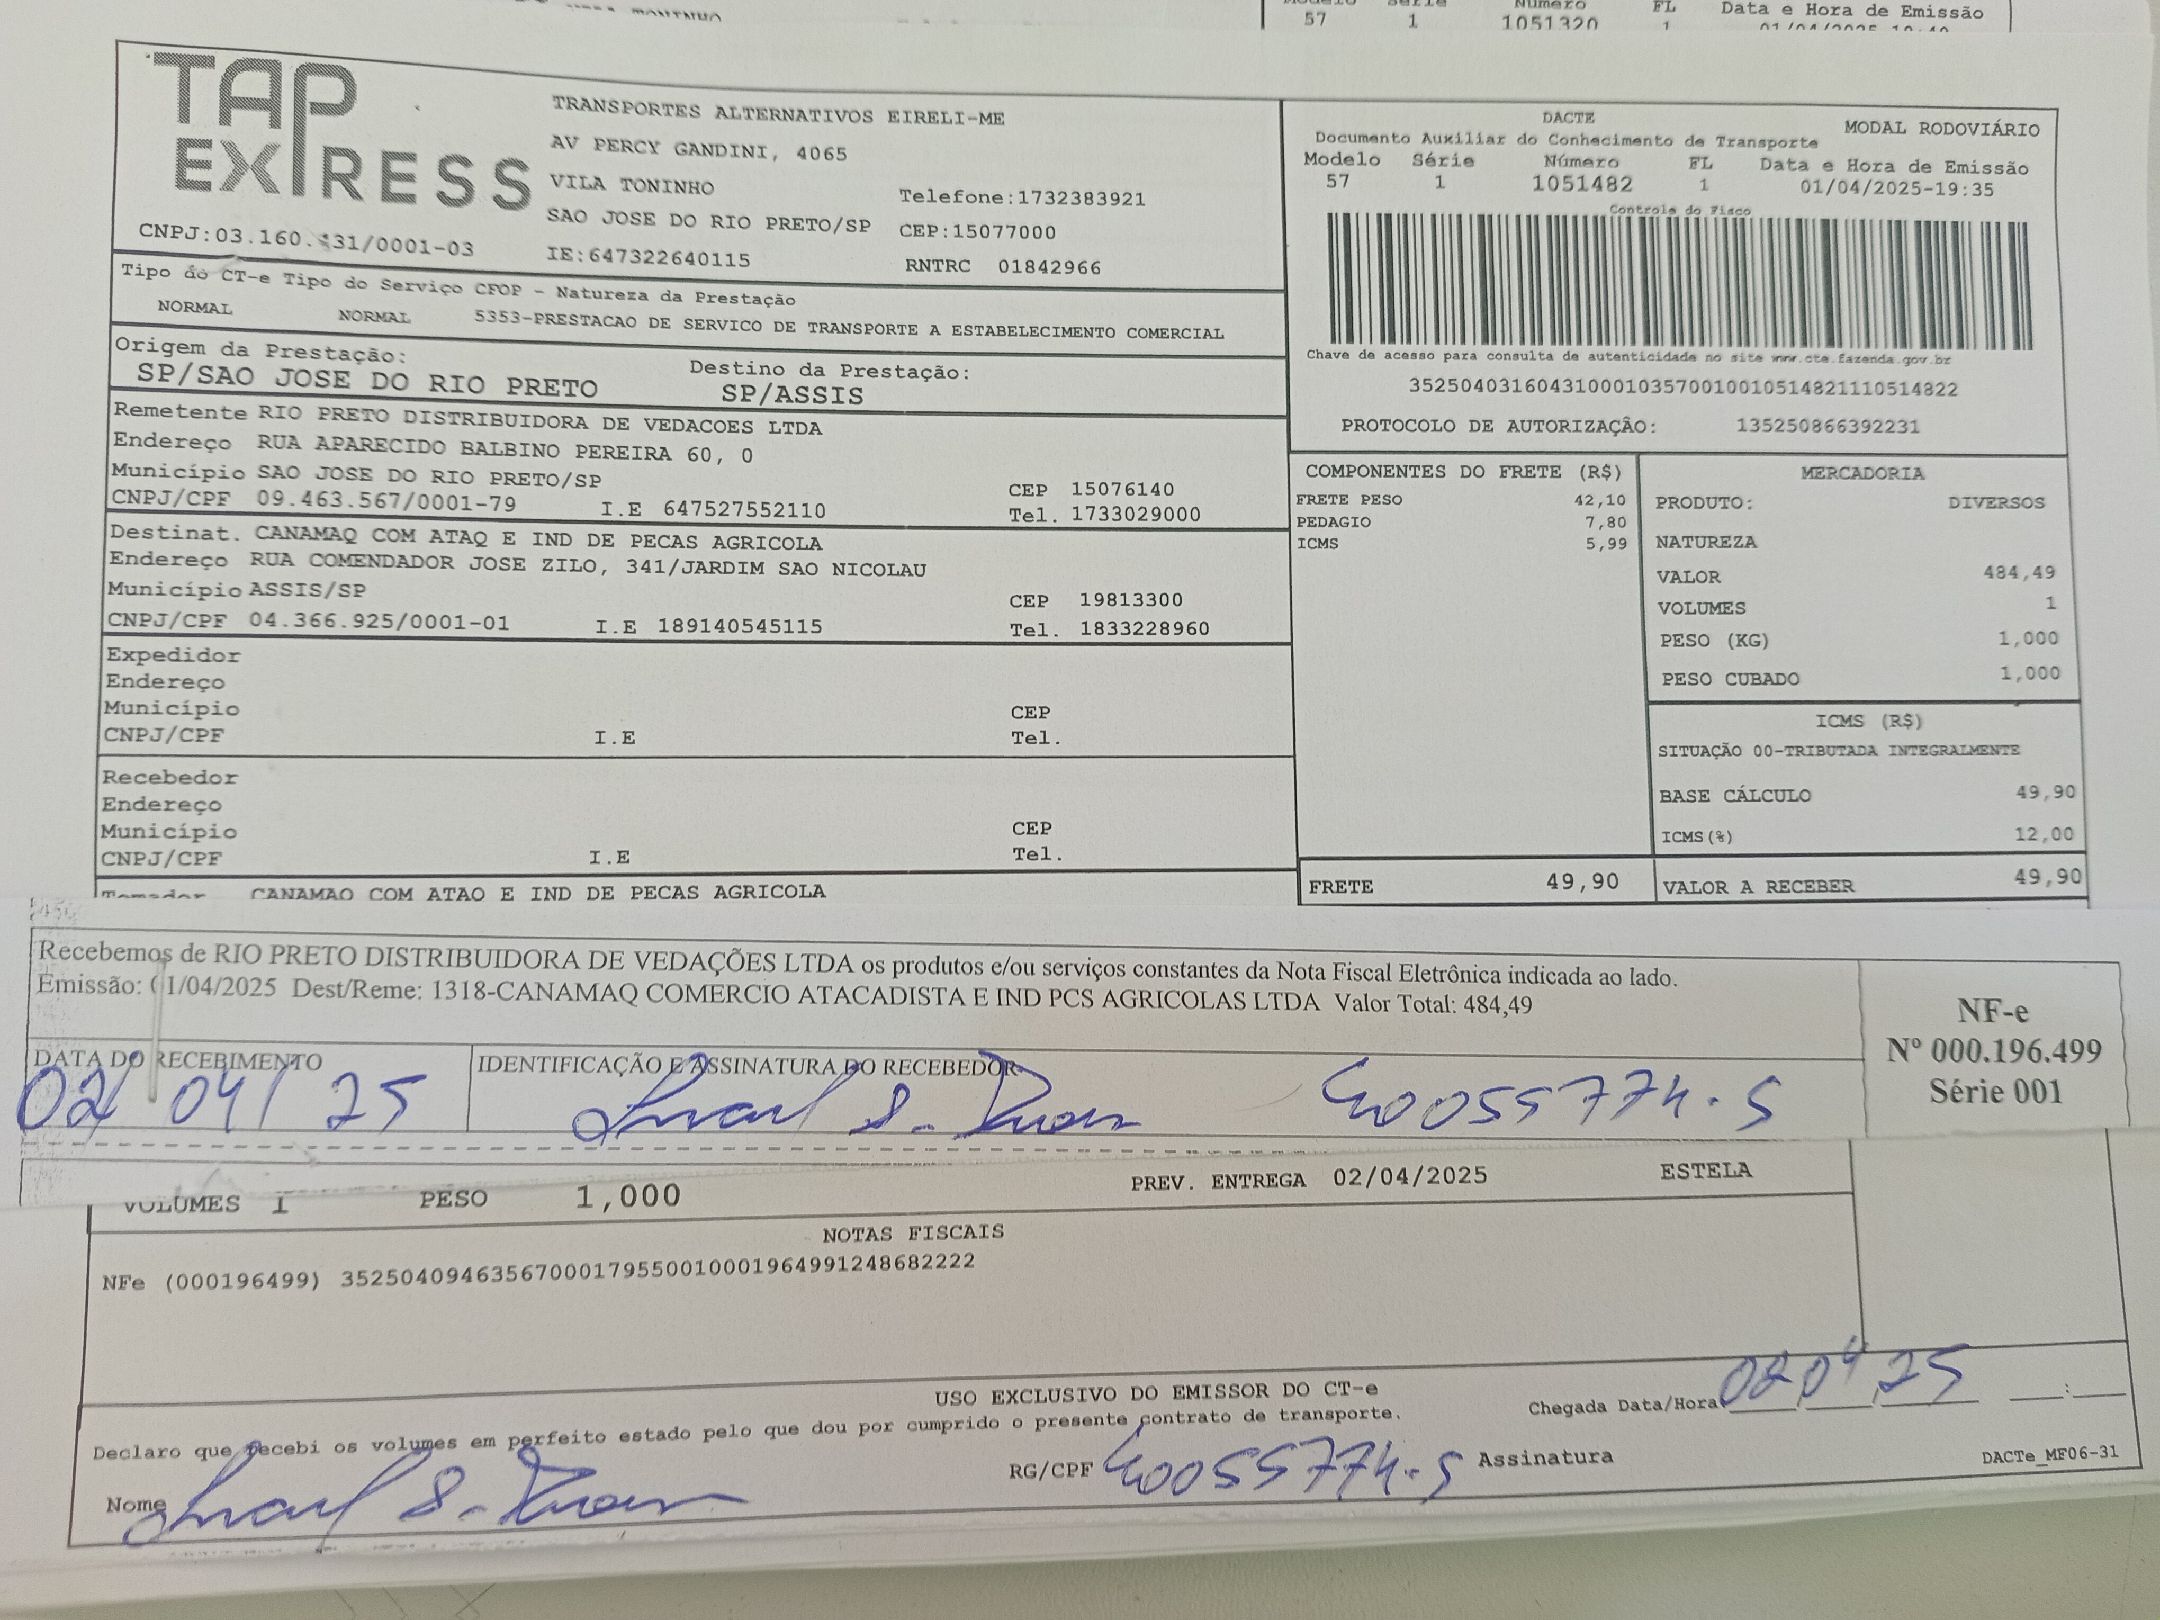 57 1 1051320 1 Data e Hora de Emissão
TAP EXPRESS
TRANSPORTES ALTERNATIVOS EIRELI-ME
AV PERCY GANDINI, 4065
VILA TONINHO
Telefone:1732383921
SAO JOSE DO RIO PRETO/SP CEP:15077000
CNPJ:03.160.431/0001-03 IE:647322640115 RNTRC 01842966
DACTE
MODAL RODOVIÁRIO
Documento Auxiliar do Conhecimento de Transporte
Modelo Série Número FL Data e Hora de Emissão
57 1 1051482 1 01/04/2025-19:35
Controle do Fisco
Chave de acesso para consulta de autenticidade no site www.cte.fazenda.gov.br
35250403160431000103570010010514821110514822
PROTOCOLO DE AUTORIZAÇÃO: 135250866392231
Tipo do CT-e Tipo do Serviço CFOP - Natureza da Prestação
NORMAL NORMAL 5353-PRESTACAO DE SERVICO DE TRANSPORTE A ESTABELECIMENTO COMERCIAL
Origem da Prestação: Destino da Prestação:
SP/SAO JOSE DO RIO PRETO SP/ASSIS
Remetente RIO PRETO DISTRIBUIDORA DE VEDACOES LTDA
Endereço RUA APARECIDO BALBINO PEREIRA 60, 0
Município SAO JOSE DO RIO PRETO/SP CEP 15076140
CNPJ/CPF 09.463.567/0001-79 I.E 647527552110 Tel. 1733029000
Destinat. CANAMAQ COM ATAQ E IND DE PECAS AGRICOLA
Endereço RUA COMENDADOR JOSE ZILO, 341/JARDIM SAO NICOLAU
Município ASSIS/SP CEP 19813300
CNPJ/CPF 04.366.925/0001-01 I.E 189140545115 Tel. 1833228960
Expedidor
Endereço
Município CEP
CNPJ/CPF I.E Tel.
Recebedor
Endereço
Município CEP
CNPJ/CPF I.E Tel.
Tomador CANAMAQ COM ATAQ E IND DE PECAS AGRICOLA
COMPONENTES DO FRETE (R$)
FRETE PESO 42,10
PEDAGIO 7,80
ICMS 5,99
FRETE 49,90
MERCADORIA
PRODUTO: DIVERSOS
NATUREZA
VALOR 484,49
VOLUMES 1
PESO (KG) 1,000
PESO CUBADO 1,000
ICMS (R$)
SITUAÇÃO 00-TRIBUTADA INTEGRALMENTE
BASE CÁLCULO 49,90
ICMS(%) 12,00
VALOR A RECEBER 49,90
Recebemos de RIO PRETO DISTRIBUIDORA DE VEDAÇÕES LTDA os produtos e/ou serviços constantes da Nota Fiscal Eletrônica indicada ao lado.
Emissão: 01/04/2025 Dest/Reme: 1318-CANAMAQ COMERCIO ATACADISTA E IND PCS AGRICOLAS LTDA Valor Total: 484,49
NF-e
Nº 000.196.499
Série 001
DATA DO RECEBIMENTO IDENTIFICAÇÃO E ASSINATURA DO RECEBEDOR
02/04/25 40055774-5
VOLUMES 1 PESO 1,000 PREV. ENTREGA 02/04/2025 ESTELA
NOTAS FISCAIS
NFe (000196499) 35250409463567000179550010001964991248682222
USO EXCLUSIVO DO EMISSOR DO CT-e
Declaro que recebi os volumes em perfeito estado pelo que dou por cumprido o presente contrato de transporte.
Chegada Data/Hora 02 04 25 :
Nome RG/CPF 40055774-5 Assinatura
DACTe_MF06-31